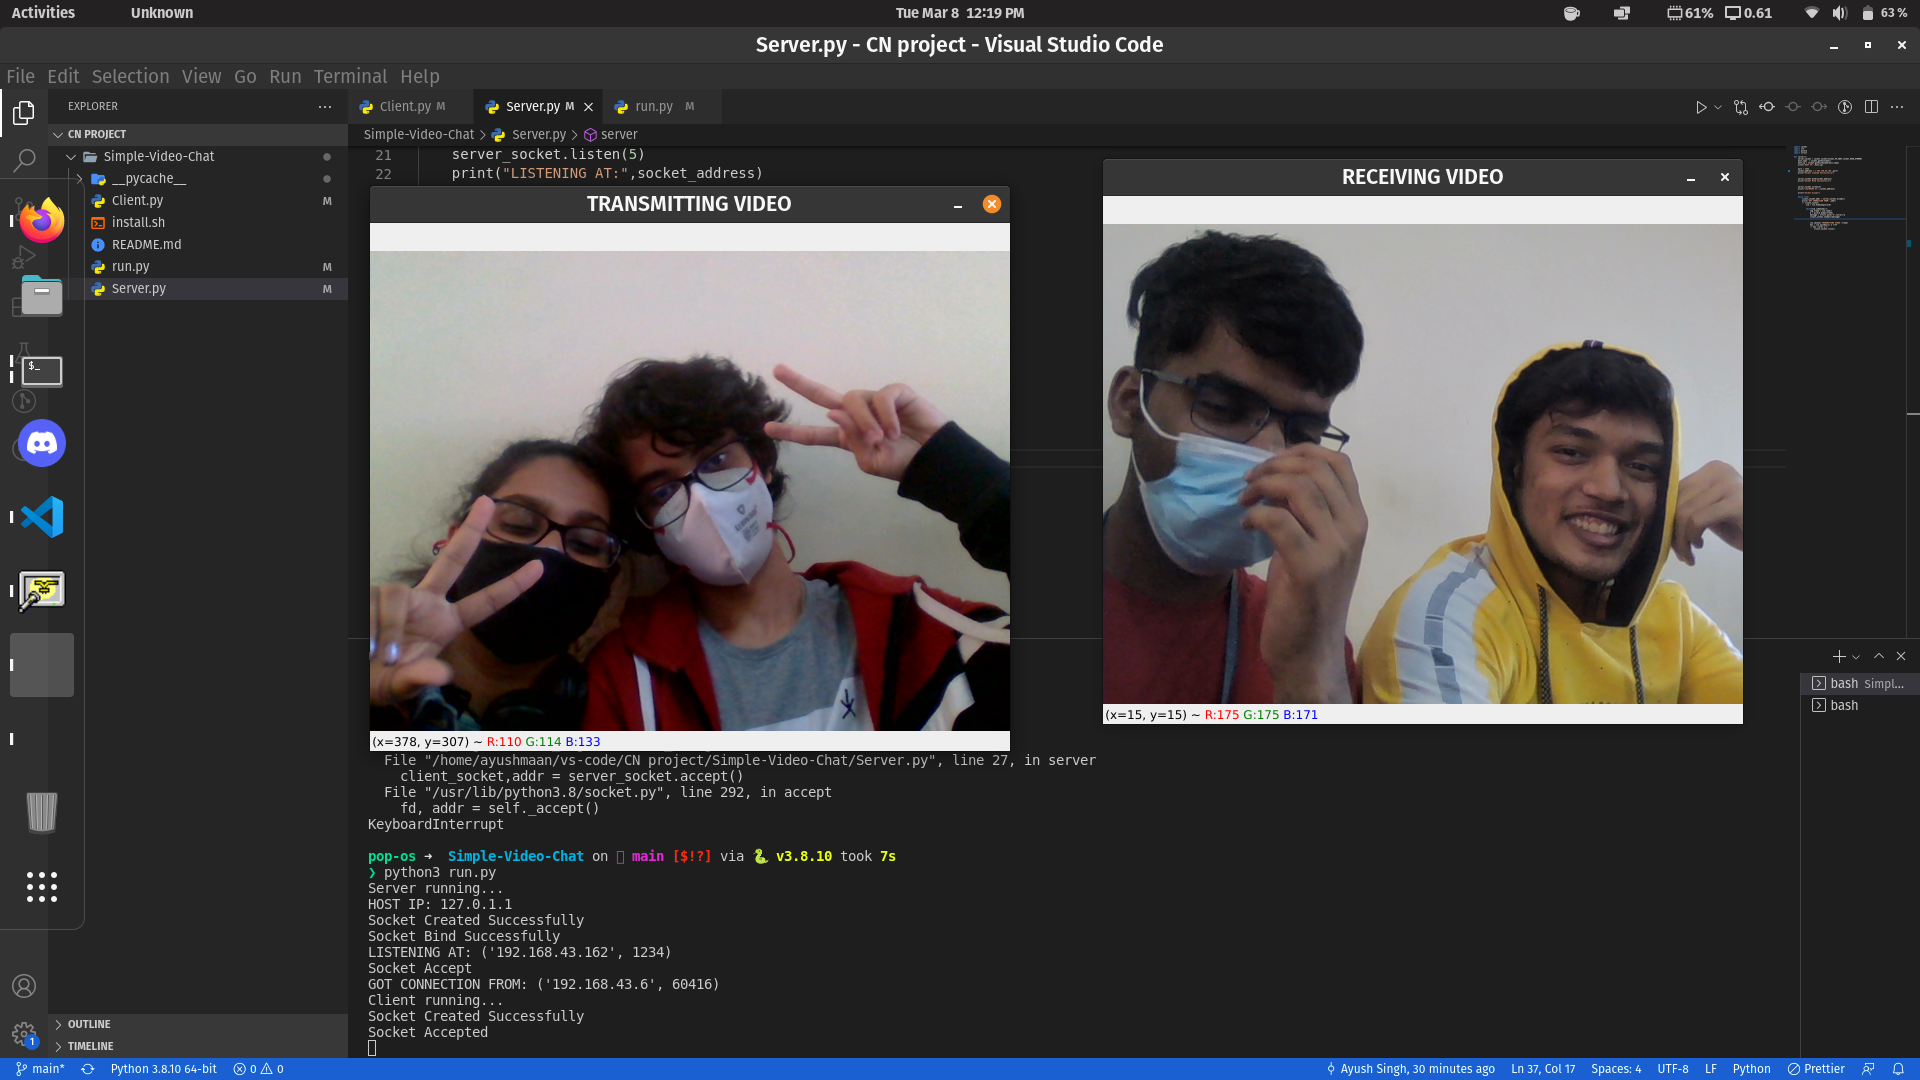 Activities
Unknown
Tue Mar 8 12:19 PM
61%
0.61
63 %
Server.py - CN project - Visual Studio Code
File Edit Selection View Go Run Terminal Help
EXPLORER
CN PROJECT
Simple-Video-Chat
__pycache__
Client.py M
install.sh
README.md
run.py M
Server.py M
OUTLINE
TIMELINE
Client.py M
Server.py M
run.py M
Simple-Video-Chat > Server.py > server
21 server_socket.listen(5)
22 print("LISTENING AT:",socket_address)
TRANSMITTING VIDEO
(x=378, y=307) ~ R:110 G:114 B:133
RECEIVING VIDEO
(x=15, y=15) ~ R:175 G:175 B:171
bash Simpl...
bash
File "/home/ayushmaan/vs-code/CN project/Simple-Video-Chat/Server.py", line 27, in server
client_socket,addr = server_socket.accept()
File "/usr/lib/python3.8/socket.py", line 292, in accept
fd, addr = self._accept()
KeyboardInterrupt
pop-os ➜ Simple-Video-Chat on main [$!?] via 🐍 v3.8.10 took 7s
❯ python3 run.py
Server running...
HOST IP: 127.0.1.1
Socket Created Successfully
Socket Bind Successfully
LISTENING AT: ('192.168.43.162', 1234)
Socket Accept
GOT CONNECTION FROM: ('192.168.43.6', 60416)
Client running...
Socket Created Successfully
Socket Accepted
1
main*
Python 3.8.10 64-bit
0
0
Ayush Singh, 30 minutes ago
Ln 37, Col 17
Spaces: 4
UTF-8
LF
Python
Prettier